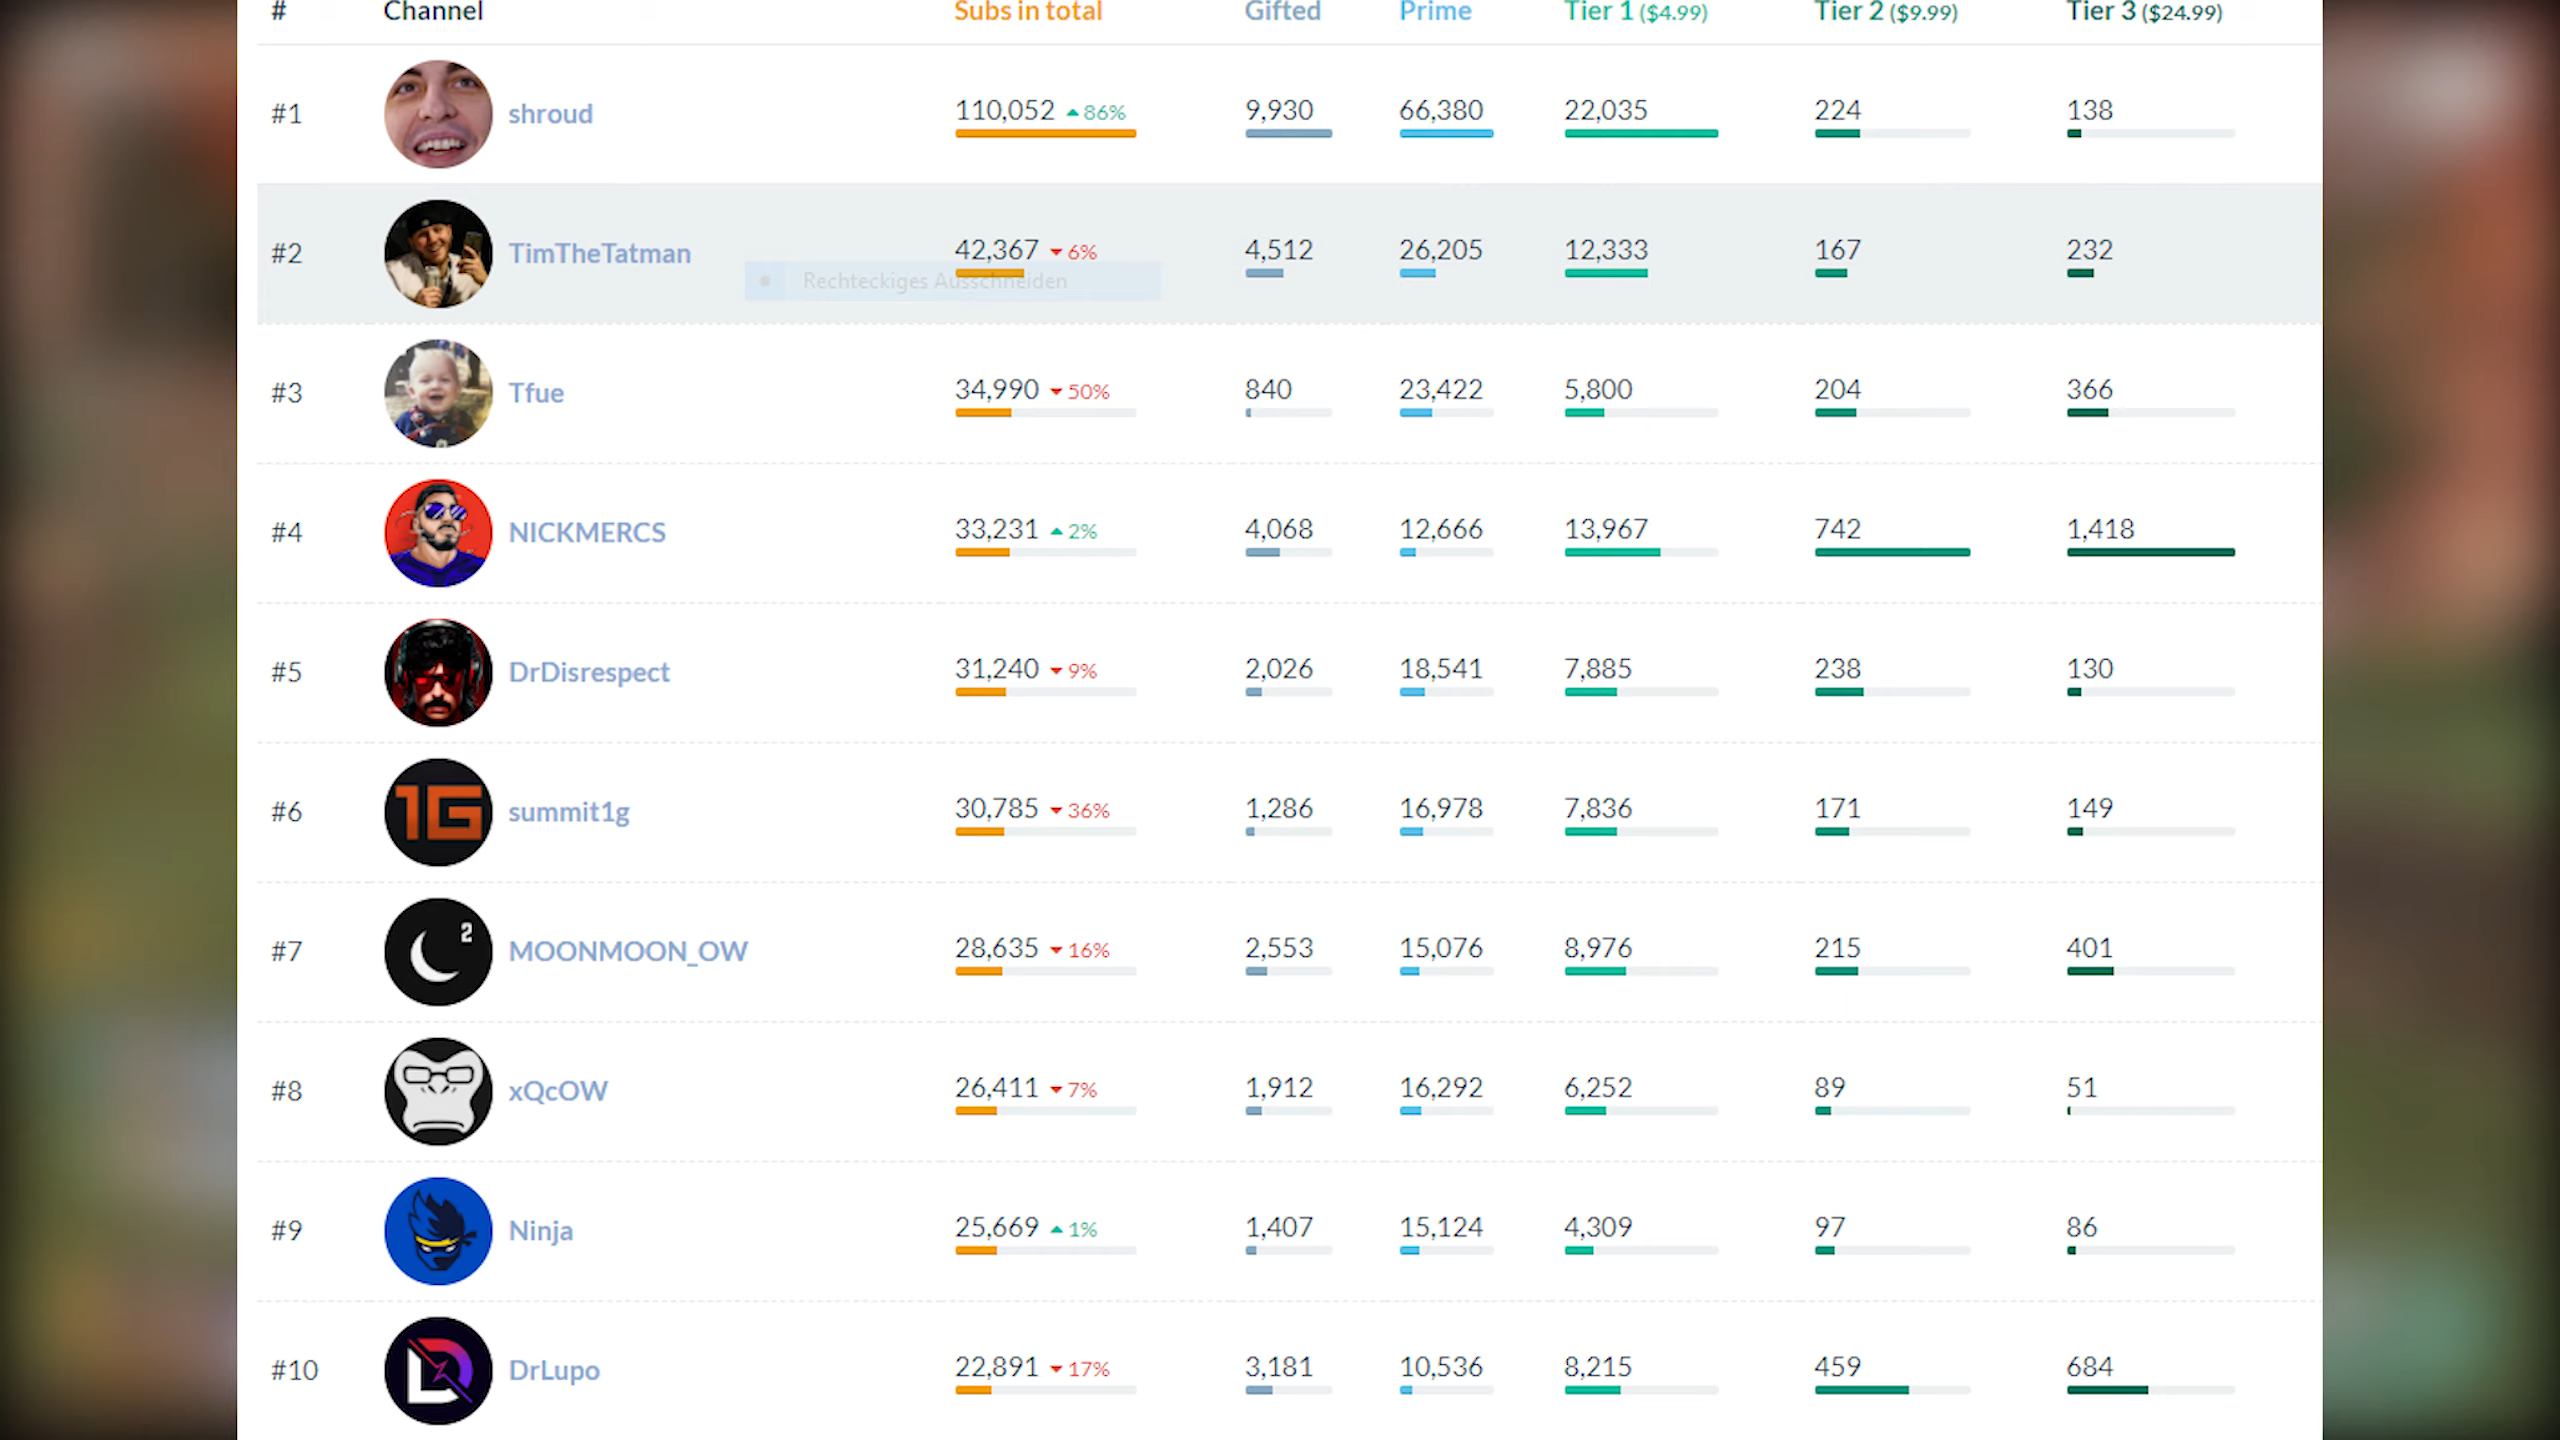 # Channel Subs in total Gifted Prime Tier 1 ($4.99) Tier 2 ($9.99) Tier 3 ($24.99)
#1 shroud 110,052 86% 9,930 66,380 22,035 224 138
#2 TimTheTatman 42,367 6% 4,512 26,205 12,333 167 232
Rechteckiges Ausschneiden
#3 Tfue 34,990 50% 840 23,422 5,800 204 366
#4 NICKMERCS 33,231 2% 4,068 12,666 13,967 742 1,418
#5 DrDisrespect 31,240 9% 2,026 18,541 7,885 238 130
1G
#6 summit1g 30,785 36% 1,286 16,978 7,836 171 149
2
#7 MOONMOON_OW 28,635 16% 2,553 15,076 8,976 215 401
#8 xQcOW 26,411 7% 1,912 16,292 6,252 89 51
#9 Ninja 25,669 1% 1,407 15,124 4,309 97 86
#10 DrLupo 22,891 17% 3,181 10,536 8,215 459 684